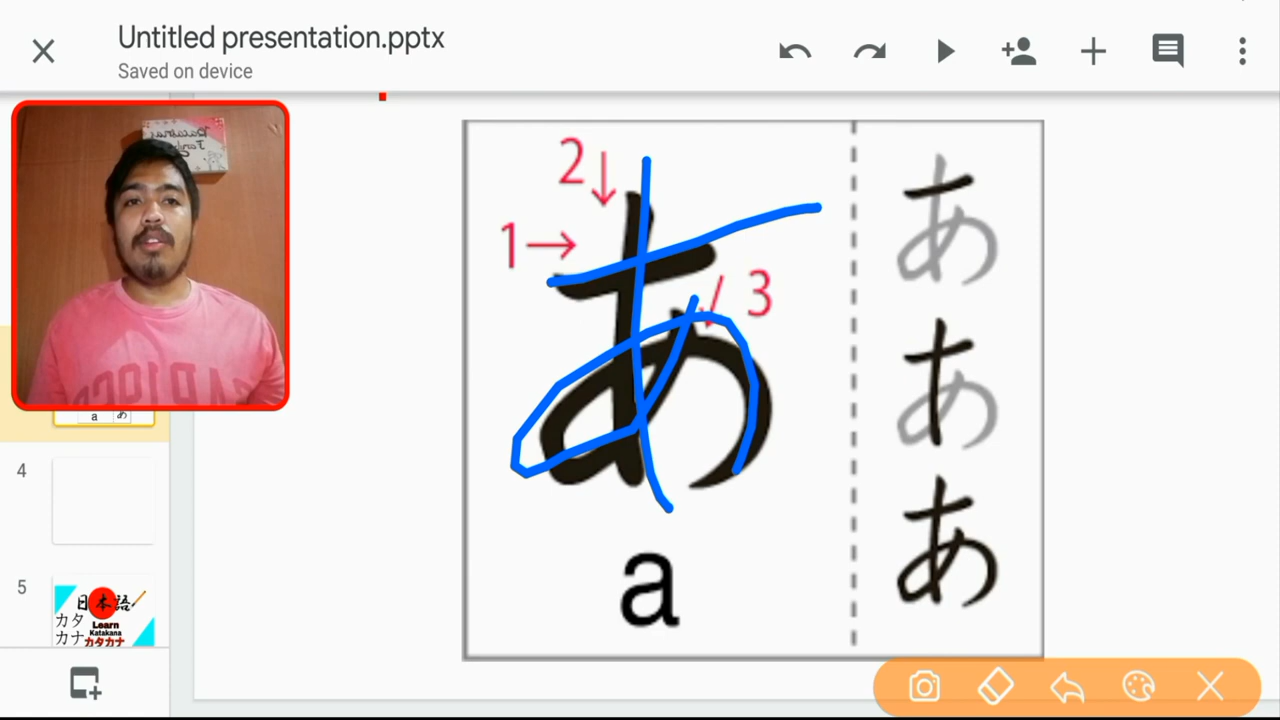 Untitled presentation.pptx
Saved on device
2
1
3
あ
a
あ
あ
あ
a あ
4
5
日本語
カタ
カナ
Learn
Katakana
カタカナ